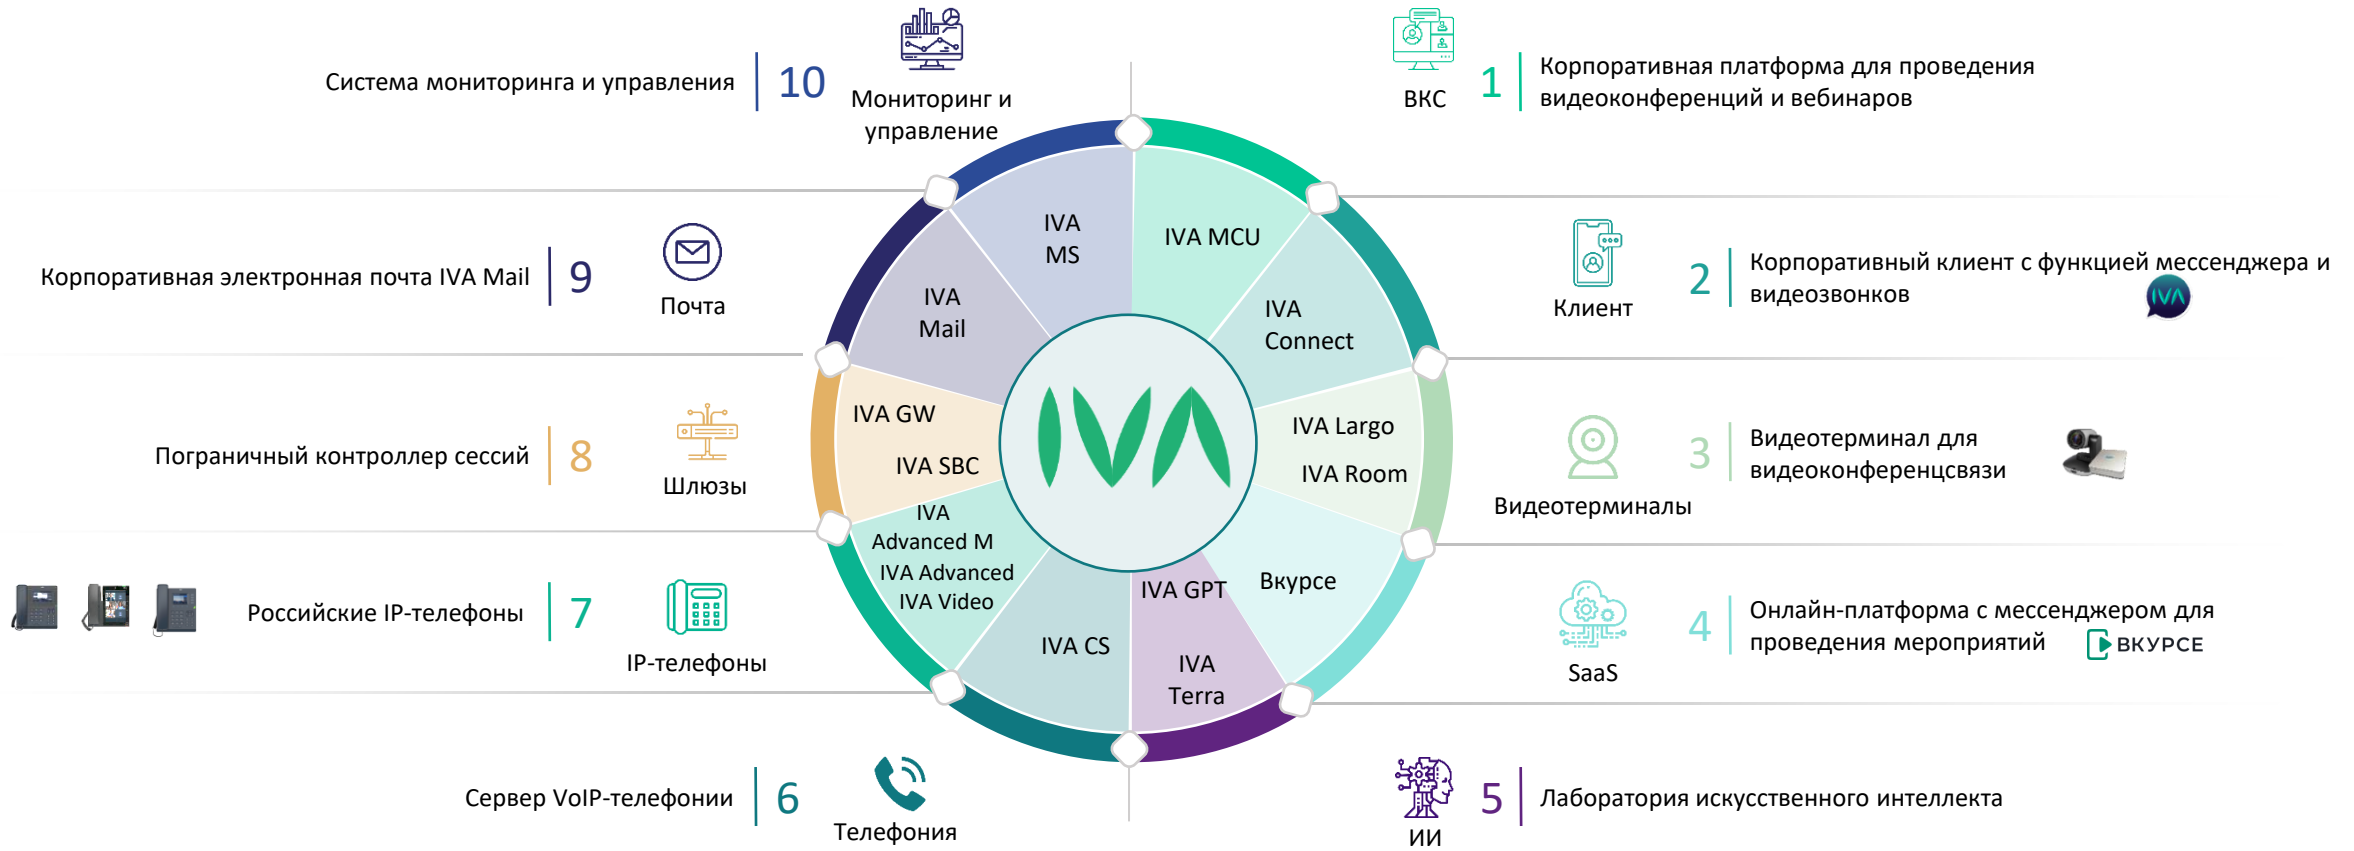 Система мониторинга и управления
10
Мониторинг и
управление
ВКС
1
Корпоративная платформа для проведения
видеоконференций и вебинаров
IVA
MS
IVA MCU
Корпоративная электронная почта IVA Mail
9
Почта
IVA
Mail
IVA
Connect
Клиент
2
Корпоративный клиент с функцией мессенджера и
видеозвонков
IVA
Пограничный контроллер сессий
8
Шлюзы
IVA GW
IVA SBC
IVA
IVA Largo
IVA Room
Видеотерминалы
3
Видеотерминал для
видеоконференцсвязи
Российские IP-телефоны
7
IP-телефоны
IVA
Advanced M
IVA Advanced
IVA Video
Вкурсе
SaaS
4
Онлайн-платформа с мессенджером для
проведения мероприятий
ВКУРСЕ
IVA CS
IVA GPT
IVA
Terra
Сервер VoIP-телефонии
6
Телефония
ИИ
5
Лаборатория искусственного интеллекта